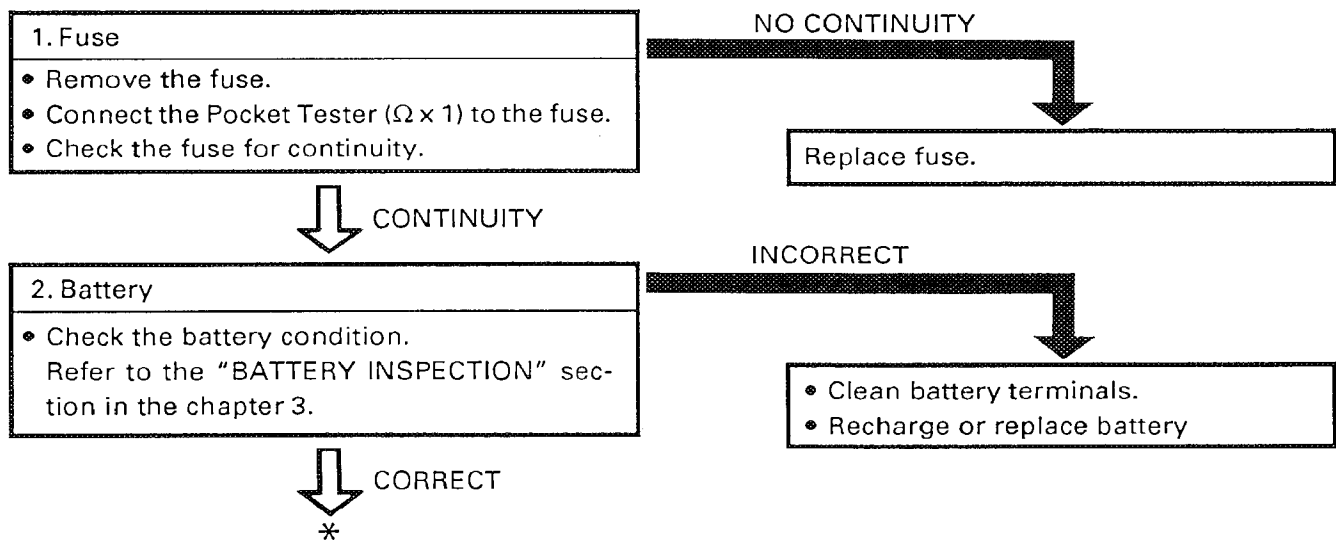 1. Fuse
• Remove the fuse.
• Connect the Pocket Tester (Ω x 1) to the fuse.
• Check the fuse for continuity.
NO CONTINUITY
Replace fuse.
CONTINUITY
2. Battery
• Check the battery condition.
Refer to the “BATTERY INSPECTION” sec-
tion in the chapter 3.
INCORRECT
• Clean battery terminals.
• Recharge or replace battery
CORRECT
*